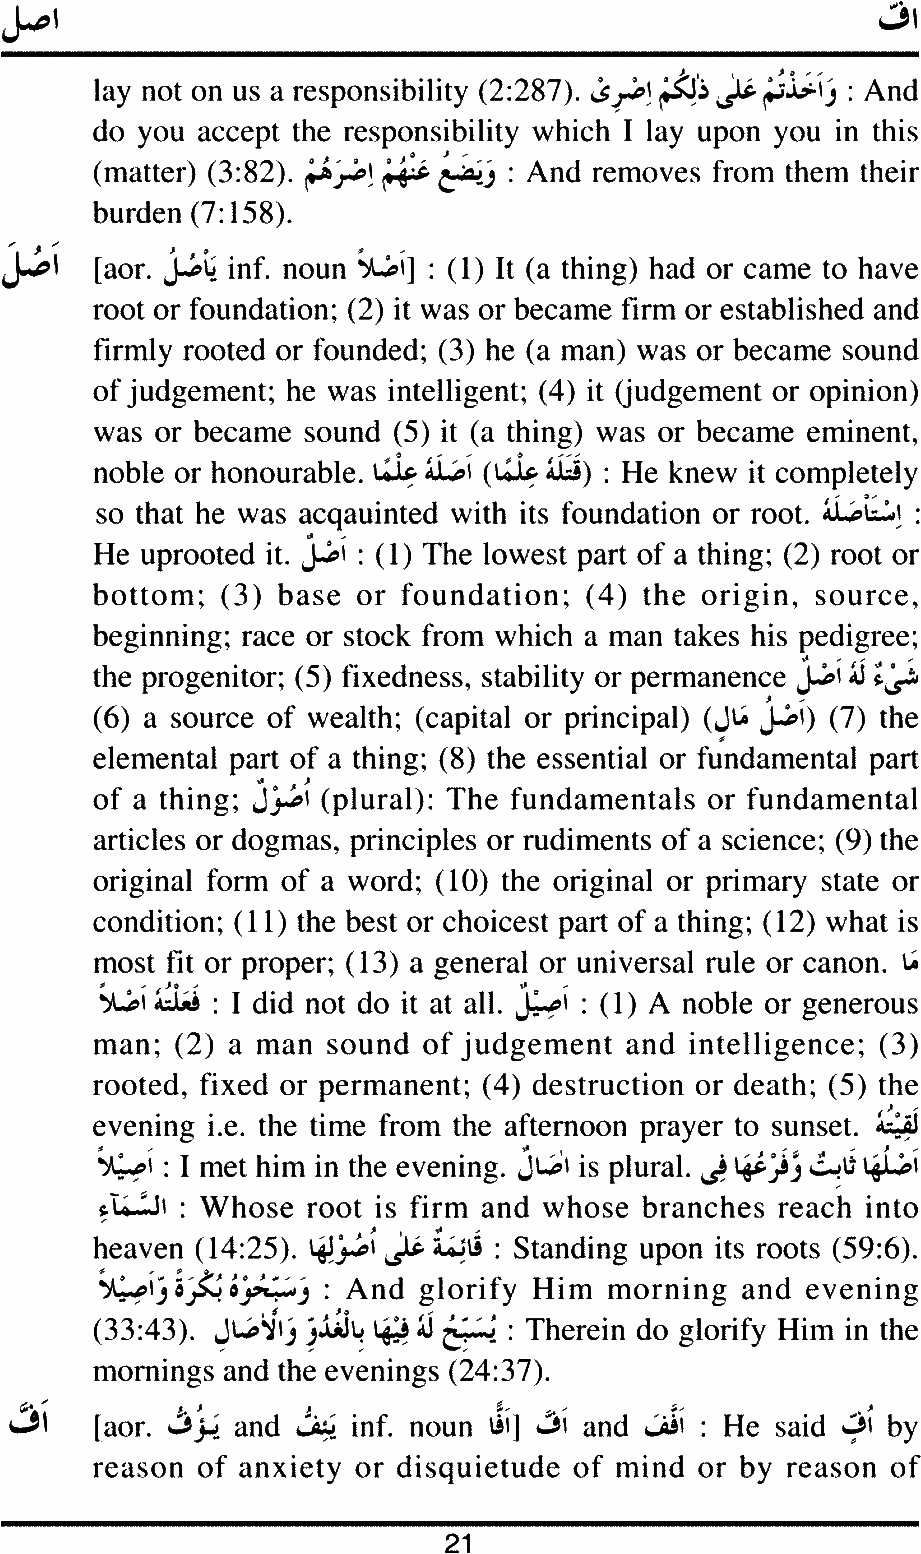 اصل افّ
lay not on us a responsibility (2:287). وَاَخَذْتُمْ عَلٰى ذٰلِكُمْ اِصْرِىْ : And
do you accept the responsibility which I lay upon you in this
(matter) (3:82). وَيَضَعُ عَنْهُمْ اِصْرَهُمْ : And removes from them their
burden (7:158).
اَصُلَ [aor. يَأْصُلُ inf. noun اَصْلاً] : (1) It (a thing) had or came to have
root or foundation; (2) it was or became firm or established and
firmly rooted or founded; (3) he (a man) was or became sound
of judgement; he was intelligent; (4) it (judgement or opinion)
was or became sound (5) it (a thing) was or became eminent,
noble or honourable. اَصَلَهُ عِلْمًا (قَتَلَهُ عِلْمًا) : He knew it completely
so that he was acqauinted with its foundation or root. اِسْتَأْصَلَهُ :
He uprooted it. اَصْلٌ : (1) The lowest part of a thing; (2) root or
bottom; (3) base or foundation; (4) the origin, source,
beginning; race or stock from which a man takes his pedigree;
the progenitor; (5) fixedness, stability or permanence شَىْءٌ لَهُ اَصْلٌ
(6) a source of wealth; (capital or principal) (اَصْلُ مَالٍ) (7) the
elemental part of a thing; (8) the essential or fundamental part
of a thing; اُصُوْلٌ (plural): The fundamentals or fundamental
articles or dogmas, principles or rudiments of a science; (9) the
original form of a word; (10) the original or primary state or
condition; (11) the best or choicest part of a thing; (12) what is
most fit or proper; (13) a general or universal rule or canon. مَا
فَعَلْتُهُ اَصْلاً : I did not do it at all. اَصِيْلٌ : (1) A noble or generous
man; (2) a man sound of judgement and intelligence; (3)
rooted, fixed or permanent; (4) destruction or death; (5) the
evening i.e. the time from the afternoon prayer to sunset. لَقِيْتُهُ
اَصِيْلاً : I met him in the evening. اٰصَالٌ is plural. اَصْلُهَا ثَابِتٌ وَّفَرْعُهَا فِى
السَّمَآءِ : Whose root is firm and whose branches reach into
heaven (14:25). قَائِمَةً عَلٰى اُصُوْلِهَا : Standing upon its roots (59:6).
وَسَبِّحُوْهُ بُكْرَةً وَاَصِيْلاً : And glorify Him morning and evening
(33:43). يُسَبِّحُ لَهُ فِيْهَا بِالْغُدُوِّ وَالْاٰصَالِ : Therein do glorify Him in the
mornings and the evenings (24:37).
اَفَّ [aor. يَؤُفُّ and يَئِفُّ inf. noun اَفًّا] اَفَّ and اَفَّفَ : He said اُفٍّ by
reason of anxiety or disquietude of mind or by reason of
21